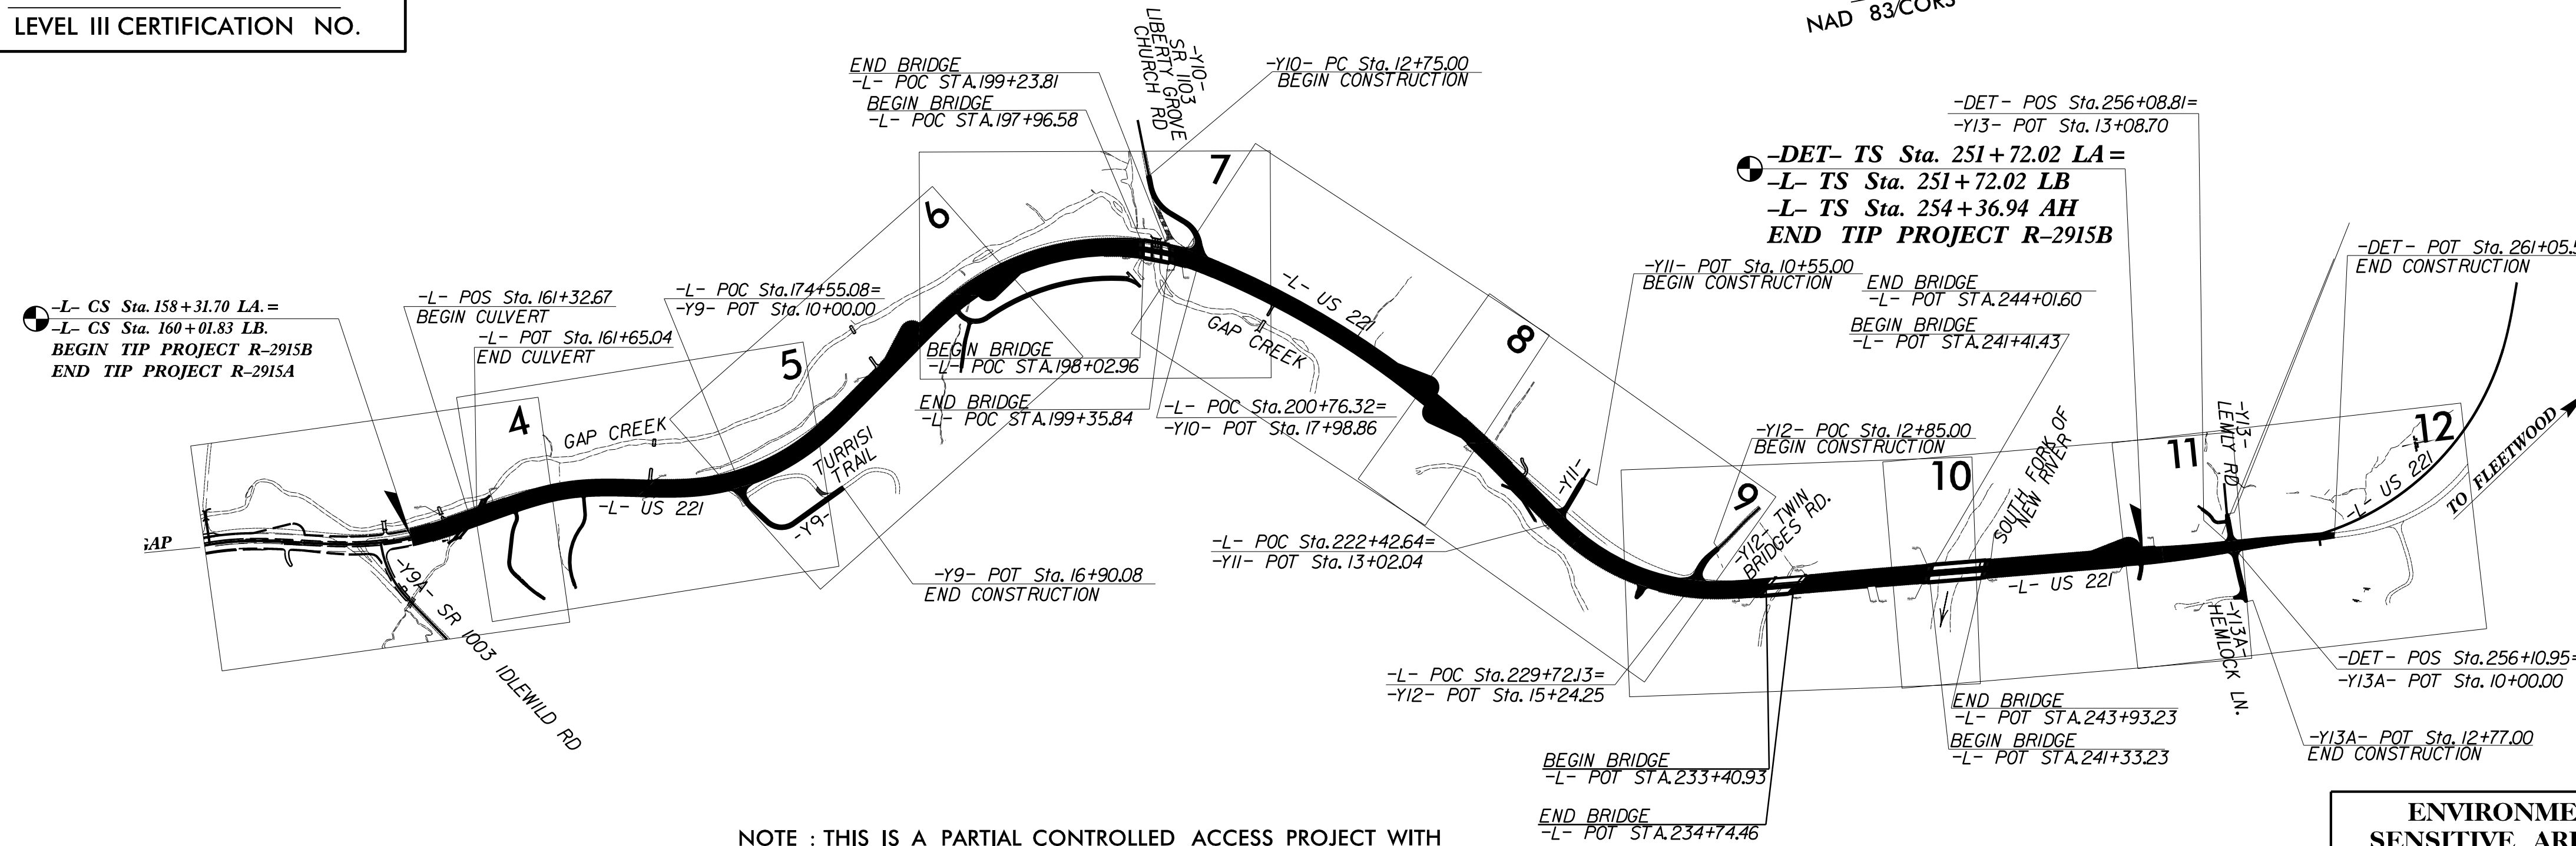 LEVEL III CERTIFICATION NO.
NAD 83/CORS
END BRIDGE
-L- POC STA.199+23.81
BEGIN BRIDGE
-L- POC STA.197+96.58
-Y10-
SR 1103
LIBERTY GROVE
CHURCH RD
-Y10- PC Sta. 12+75.00
BEGIN CONSTRUCTION
-DET- POS Sta. 256+08.81=
-Y13- POT Sta. 13+08.70
-DET- TS Sta. 251+72.02 LA=
-L- TS Sta. 251+72.02 LB
-L- TS Sta. 254+36.94 AH
END TIP PROJECT R-2915B
7
6
-L- CS Sta. 158+31.70 LA.=
-L- CS Sta. 160+01.83 LB.
BEGIN TIP PROJECT R-2915B
END TIP PROJECT R-2915A
-L- POS Sta. 161+32.67
BEGIN CULVERT
-L- POT Sta. 161+65.04
END CULVERT
-L- POC Sta. 174+55.08=
-Y9- POT Sta. 10+00.00
-Y11- POT Sta. 10+55.00
BEGIN CONSTRUCTION
END BRIDGE
-L- POT STA.244+01.60
BEGIN BRIDGE
-L- POT STA.241+41.43
-DET- POT Sta. 261+05.5
END CONSTRUCTION
-L- US 221
GAP CREEK
8
5
4
GAP CREEK
BEGIN BRIDGE
-L- POC STA.198+02.96
END BRIDGE
-L- POC STA.199+35.84
-L- POC Sta. 200+76.32=
-Y10- POT Sta. 17+98.86
-Y12- POC Sta. 12+85.00
BEGIN CONSTRUCTION
TURRISI
TRAIL
-Y9-
-L- US 221
-Y11-
9
10
11
12
-Y12- TWIN
BRIDGES RD.
SOUTH FORK OF
NEW RIVER
-Y13-
LEMLY RD
-L- US 221
TO FLEETWOOD
GAP
-Y9A- SR 1003 IDLEWILD RD
-Y9- POT Sta. 16+90.08
END CONSTRUCTION
-L- POC Sta. 222+42.64=
-Y11- POT Sta. 13+02.04
-L- US 221
-Y13A-
HEMLOCK LN.
-L- POC Sta. 229+72.13=
-Y12- POT Sta. 15+24.25
-DET- POS Sta. 256+10.95=
-Y13A- POT Sta. 10+00.00
END BRIDGE
-L- POT STA.243+93.23
BEGIN BRIDGE
-L- POT STA.241+33.23
-Y13A- POT Sta. 12+77.00
END CONSTRUCTION
BEGIN BRIDGE
-L- POT STA.233+40.93
END BRIDGE
-L- POT STA.234+74.46
NOTE : THIS IS A PARTIAL CONTROLLED ACCESS PROJECT WITH
ENVIRONME
SENSITIVE ARE